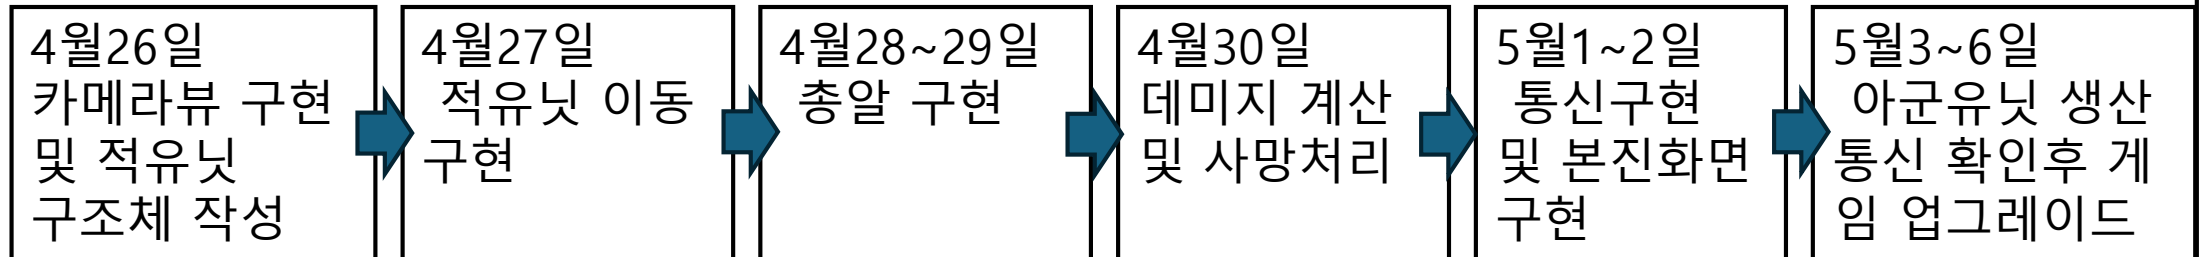 4월26일
카메라뷰 구현
및 적유닛
구조체 작성
4월27일
적유닛 이동
구현
4월28~29일
총알 구현
4월30일
데미지 계산
및 사망처리
5월1~2일
통신구현
및 본진화면
구현
5월3~6일
아군유닛 생산
통신 확인후 게
임 업그레이드